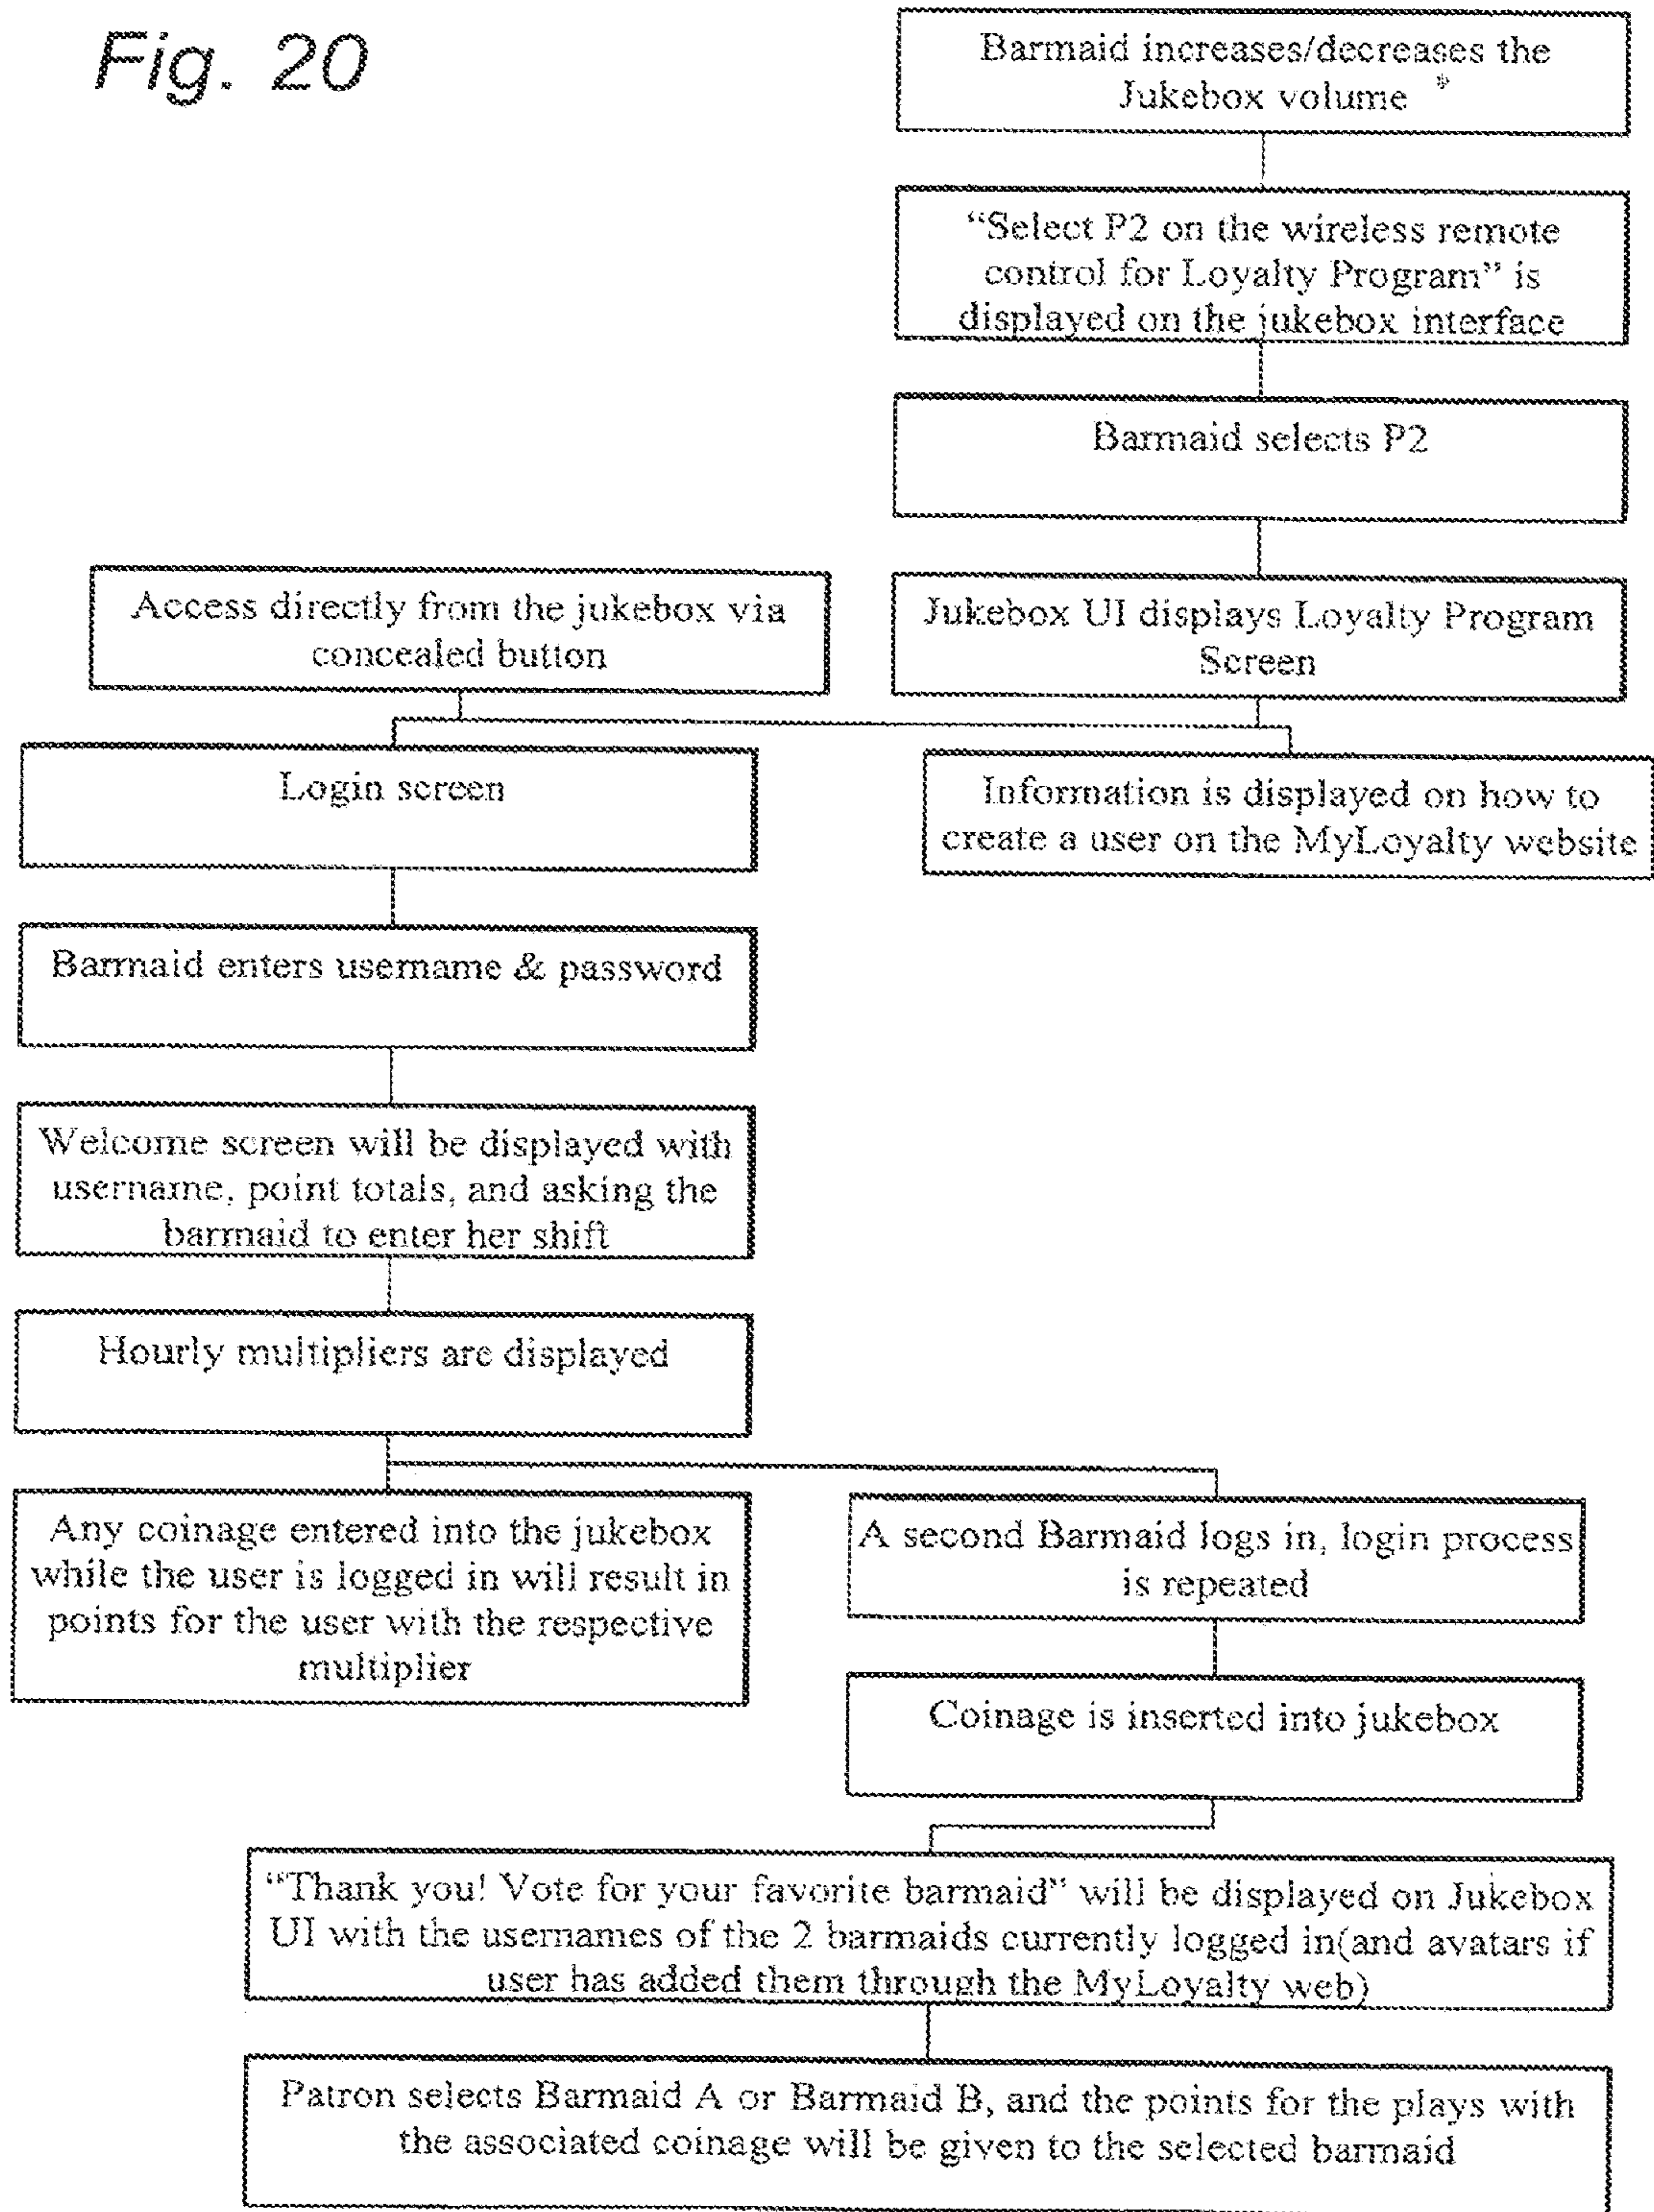 Fig. 20
Barmaid increases/decreases the
Jukebox volume *
“Select P2 on the wireless remote
control for Loyalty Program” is
displayed on the jukebox interface
Barmaid selects P2
Access directly from the jukebox via
concealed button
Jukebox UI displays Loyalty Program
Screen
Login screen
Information is displayed on how to
create a user on the MyLoyalty website
Barmaid enters username & password
Welcome screen will be displayed with
username, point totals, and asking the
barmaid to enter her shift
Hourly multipliers are displayed
Any coinage entered into the jukebox
while the user is logged in will result in
points for the user with the respective
multiplier
A second Barmaid logs in, login process
is repeated
Coinage is inserted into jukebox
“Thank you! Vote for your favorite barmaid” will be displayed on Jukebox
UI with the usernames of the 2 barmaids currently logged in(and avatars if
user has added them through the MyLoyalty web)
Patron selects Barmaid A or Barmaid B, and the points for the plays with
the associated coinage will be given to the selected barmaid